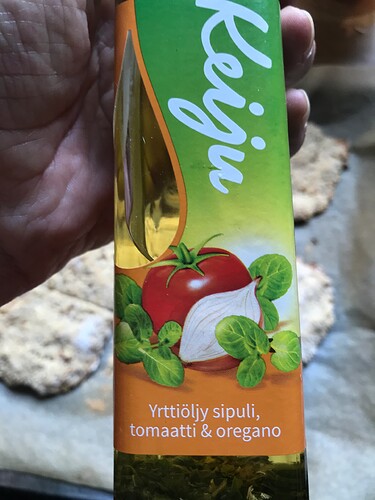 Keiju
Yrttiöljy sipuli,
tomaatti & oregano